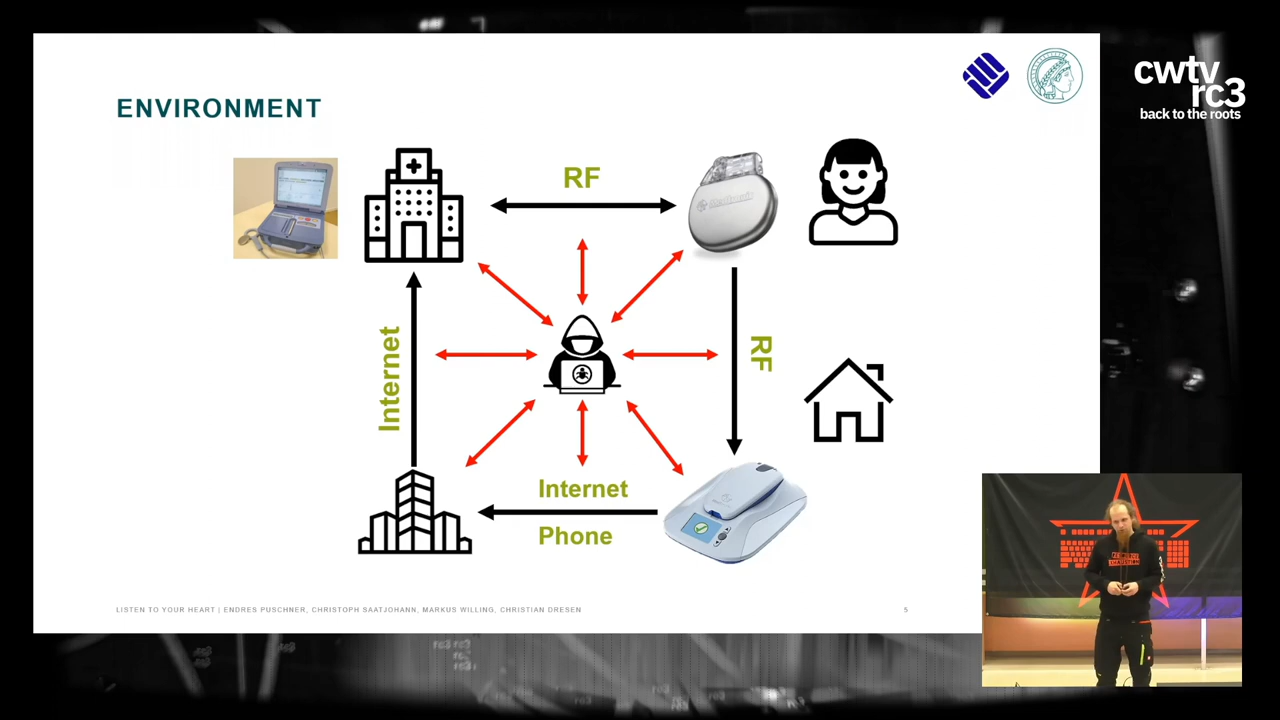 cwtv
rc3
back to the roots
ENVIRONMENT
RF
RF
Internet
Internet
Phone
LISTEN TO YOUR HEART | ENDRES PUSCHNER, CHRISTOPH SAATJOHANN, MARKUS WILLING, CHRISTIAN DRESEN
5